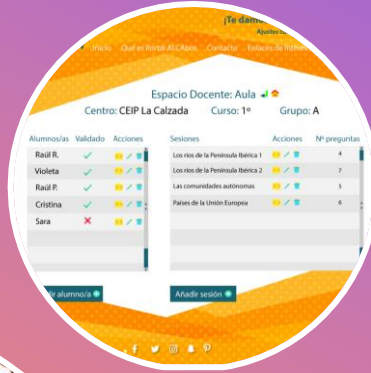 ¡Te dam
Ajustes
Inicio Qué es Portal ALCAbot Contacto Enlaces de Interés
Espacio Docente: Aula
Centro: CEIP La Calzada Curso: 1º Grupo: A
Alumnos/as Validado Acciones Sesiones Acciones Nº preguntas
Raúl R. Los ríos de la Península Ibérica 1 4
Violeta Los ríos de la Península Ibérica 2 7
Raúl P. Las comunidades autónomas 5
Cristina Países de la Unión Europea 6
Sara
dir alumno/a Añadir sesión